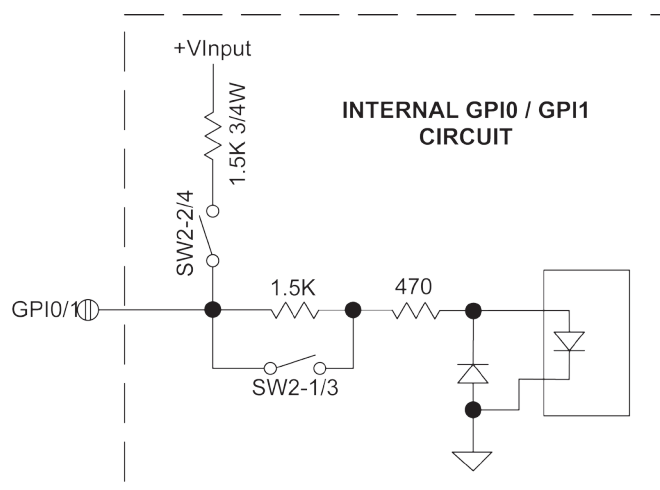 +VInput
INTERNAL GPI0 / GPI1
CIRCUIT
1.5K 3/4W
SW2-2/4
GPI0/1
1.5K
470
SW2-1/3